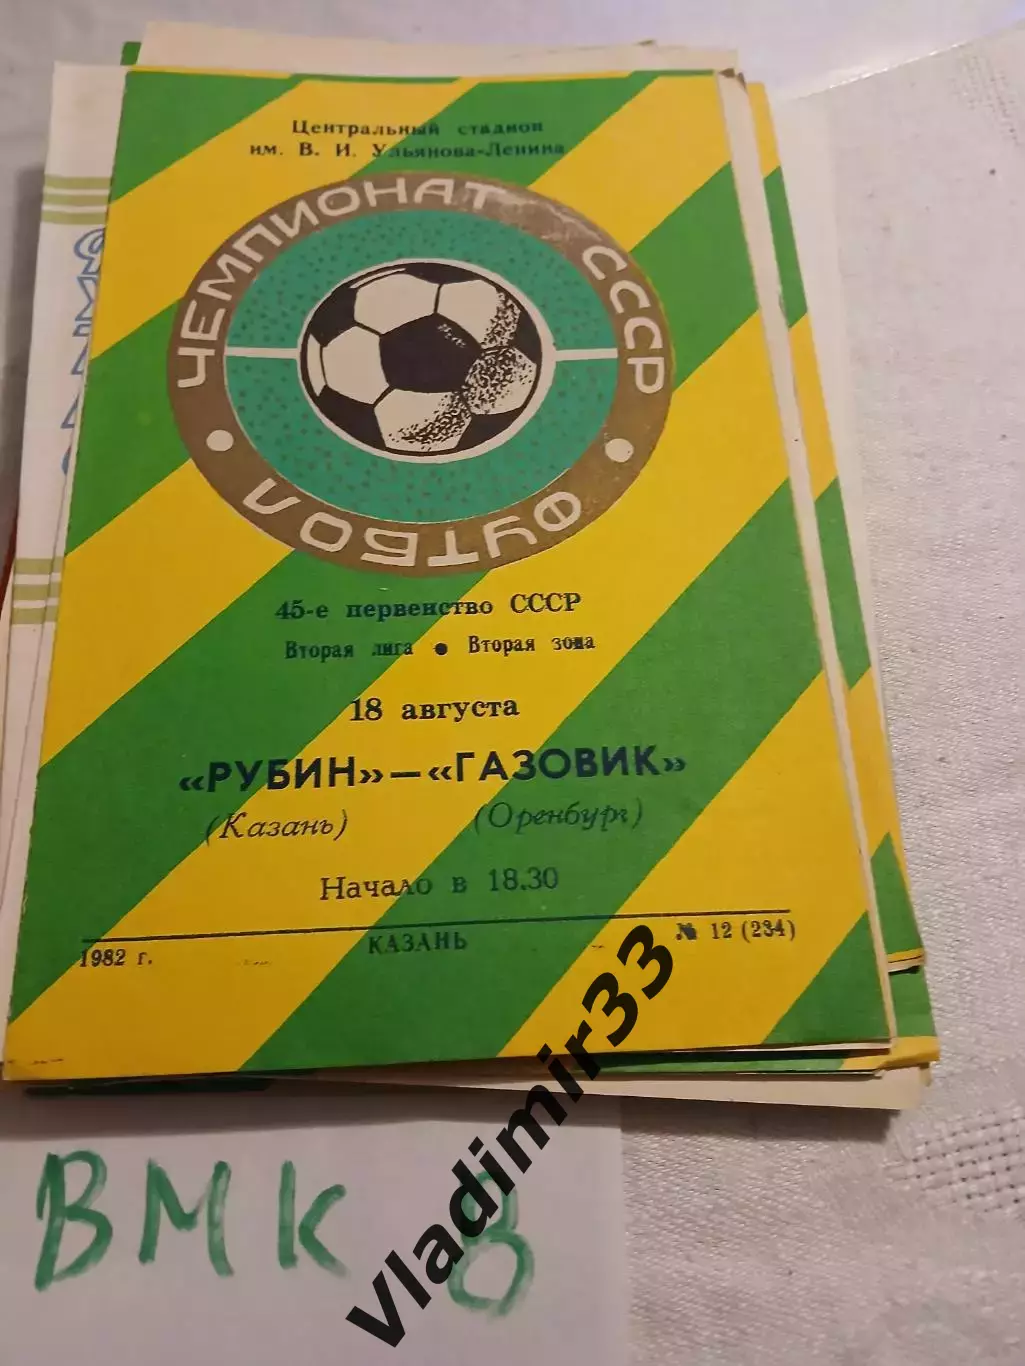 Центральный стадион
им. В. И. Ульянова-Ленина
ЧЕМПИОНАТ СССР
ФУТБОЛ
45-е первенство СССР
Вторая лига • Вторая зона
18 августа
«РУБИН»—«ГАЗОВИК»
(Казань) (Оренбург)
Начало в 18.30
1982 г. КАЗАНЬ № 12 (234)
ВМК 8
vladimir33